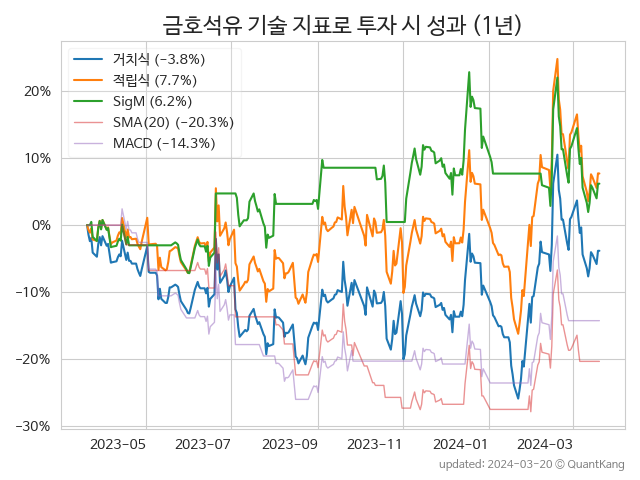 금호석유 기술 지표로 투자 시 성과 (1년)
거치식 (−3.8%)
적립식 (7.7%)
SigM (6.2%)
SMA(20) (−20.3%)
MACD (−14.3%)
20%
10%
0%
−10%
−20%
−30%
2023−05 2023−07 2023−09 2023−11 2024−01 2024−03
updated: 2024−03−20 © QuantKang